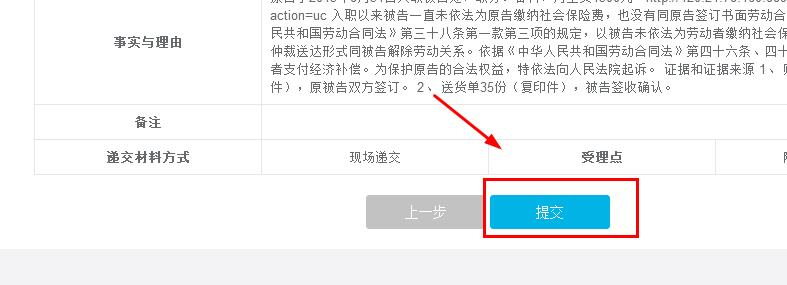 action=uc 入职以来被告一直未依法为原告缴纳社会保险费，也没有同原告签订书面劳动合
事实与理由
民共和国劳动合同法》第三十八条第一款第三项的规定，以被告未依法为劳动者缴纳社会保
仲裁送达形式同被告解除劳动关系。依据《中华人民共和国劳动合同法》第四十六条、四十
者支付经济补偿。为保护原告的合法权益，特依法向人民法院起诉。 证据和证据来源 1、
件），原被告双方签订。 2、 送货单35份（复印件），被告签收确认。
备注
递交材料方式 现场递交 受理点
上一步 提交